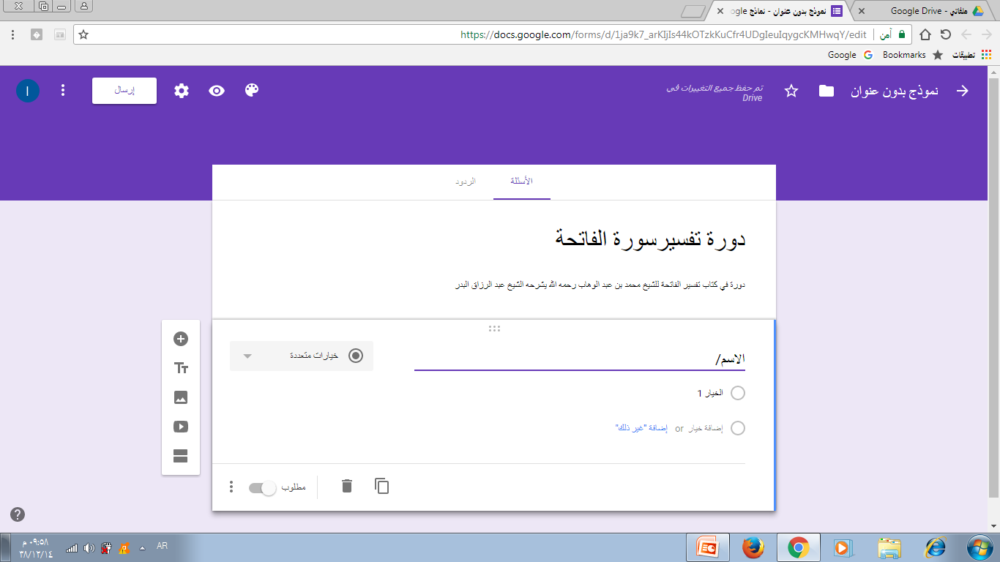 ملفاتي - Google Drive
نموذج بدون عنوان - نماذج ogle
آمن
https://docs.google.com/forms/d/1ja9k7_arKIjIs44kOTzkKuCfr4UDgIeuIqygcKMHwqY/edit
تطبيقات
Bookmarks
Google
نموذج بدون عنوان
تم حفظ جميع التغييرات في
Drive
إرسال
الأسئلة
الردود
دورة تفسيرسورة الفاتحة
دورة في كتاب تفسير الفاتحة للشيخ محمد بن عبد الوهاب رحمه الله يشرحه الشيخ عبد الرزاق البدر
الاسم/
خيارات متعددة
الخيار 1
إضافة خيار or إضافة "غير ذلك"
مطلوب
AR
٠٩:٥٨ م
٣٨/١٢/١٤